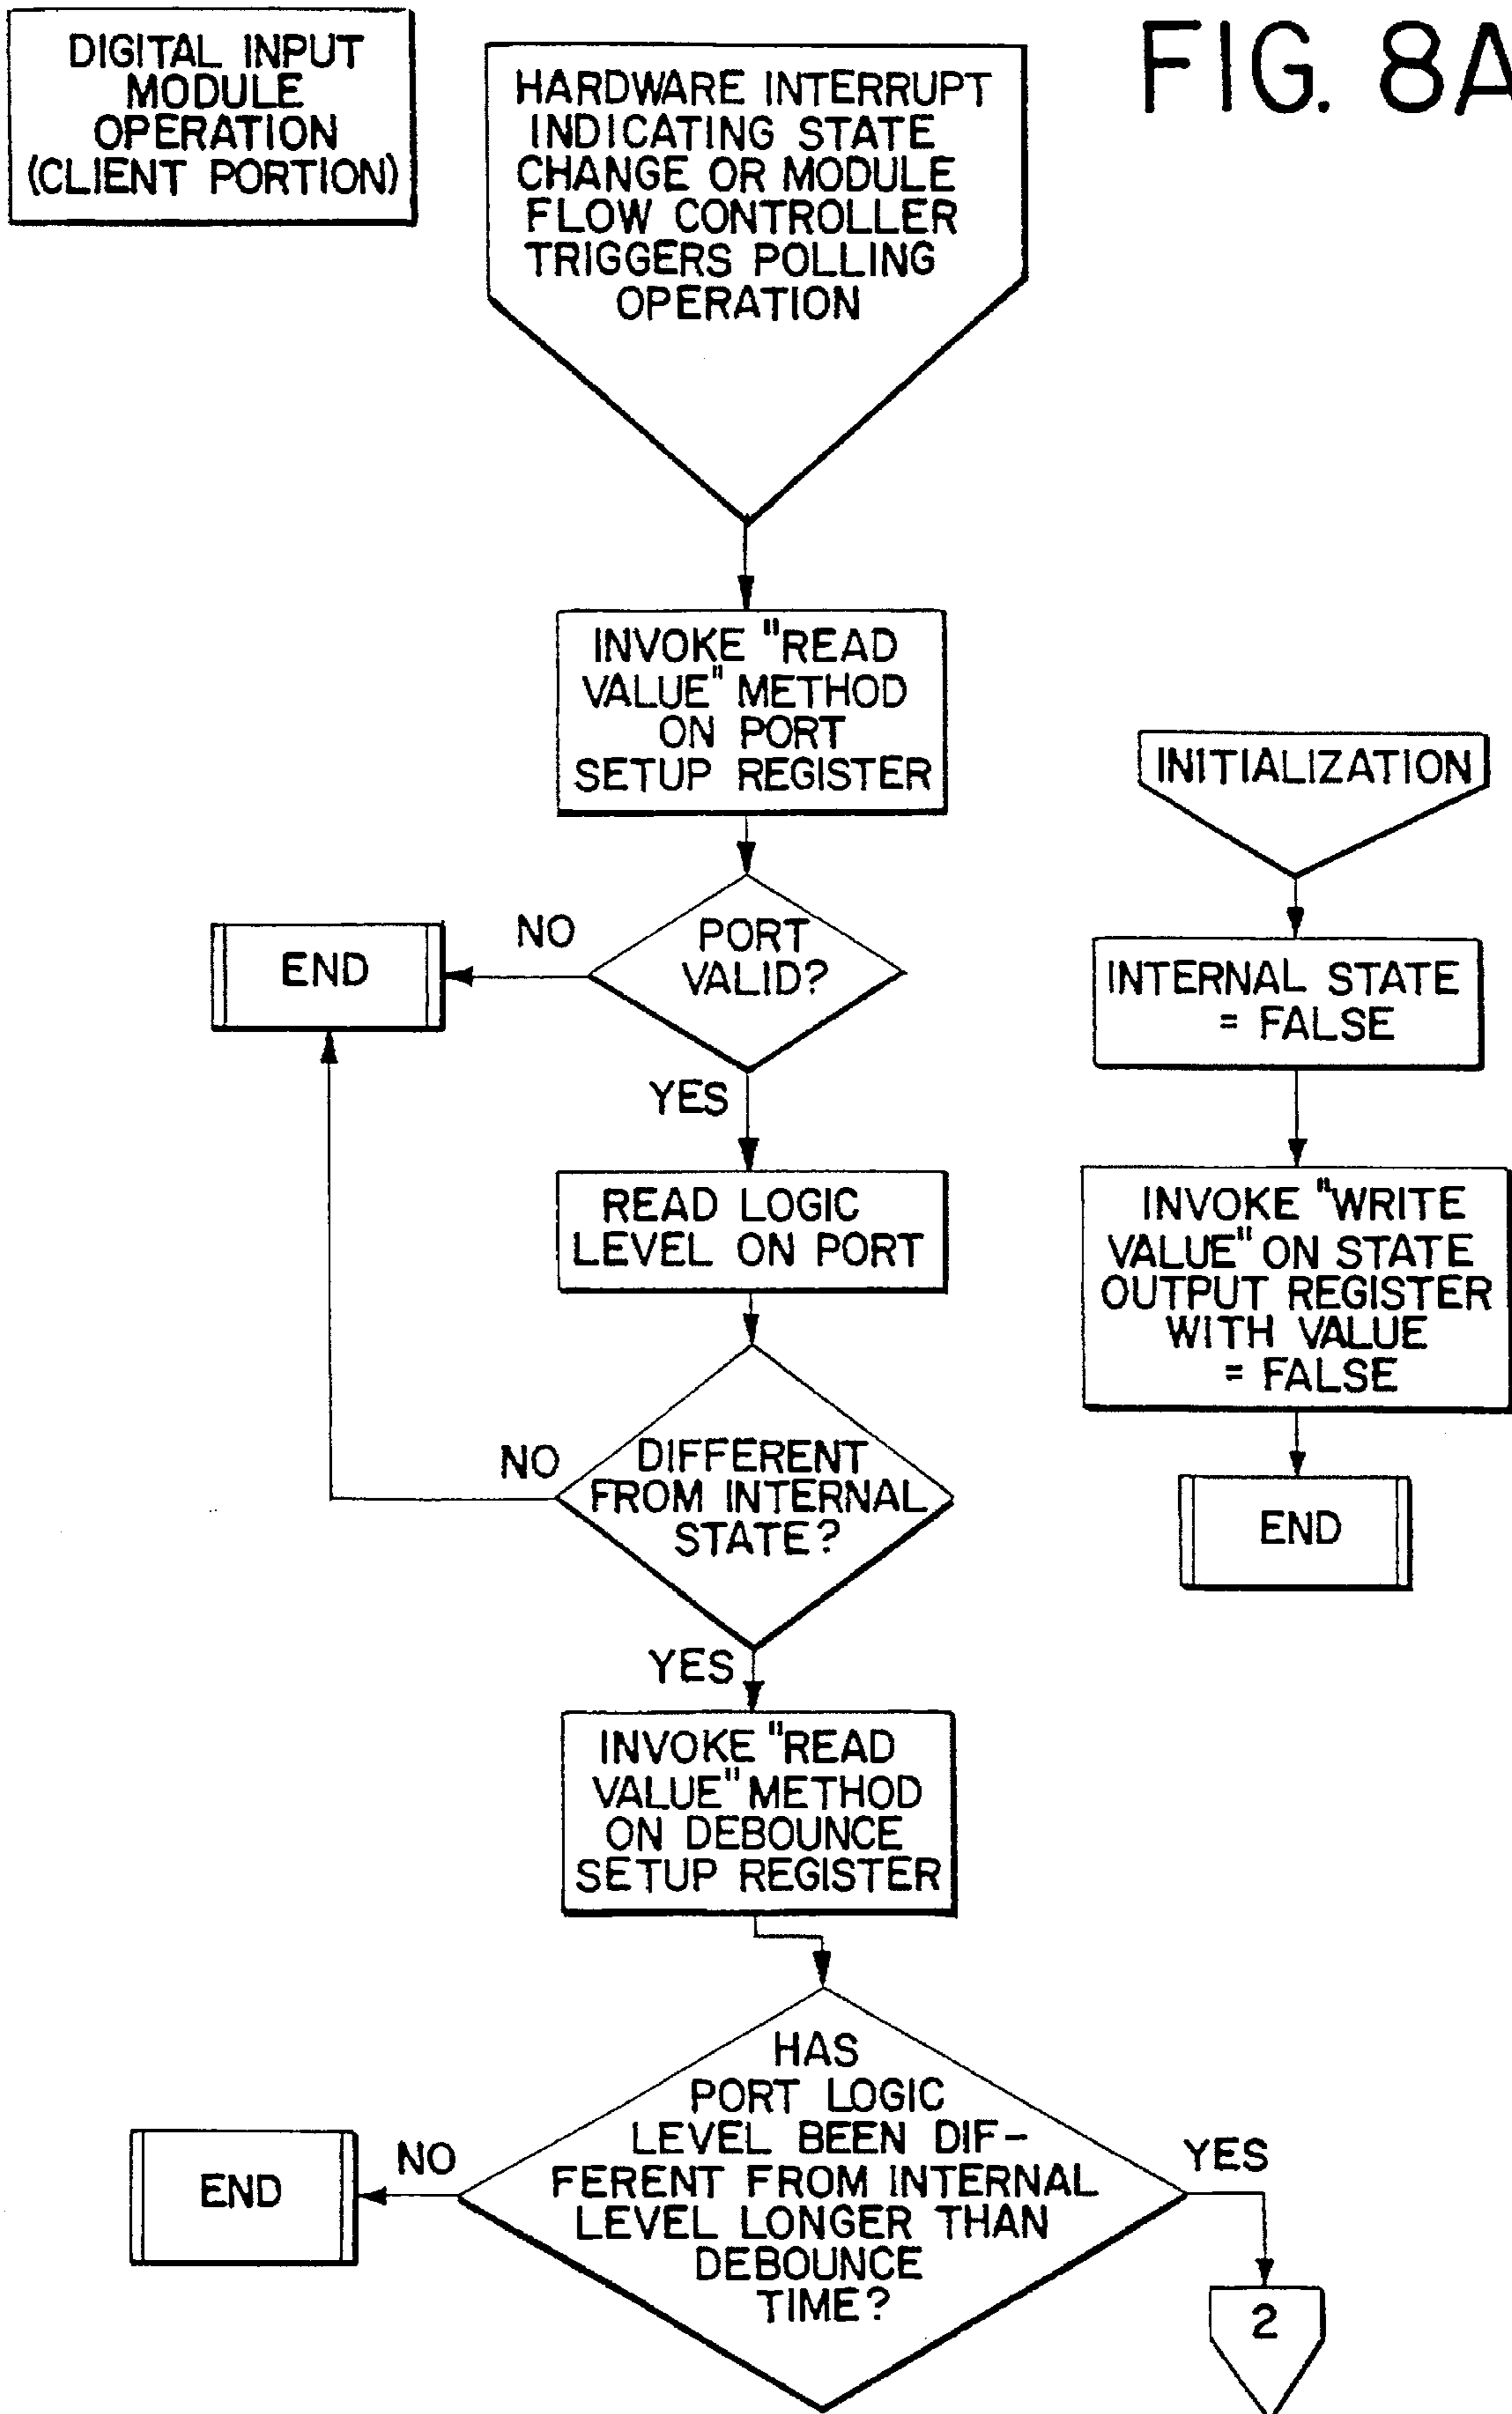 FIG. 8A
DIGITAL INPUT
MODULE
OPERATION
(CLIENT PORTION)
HARDWARE INTERRUPT
INDICATING STATE
CHANGE OR MODULE
FLOW CONTROLLER
TRIGGERS POLLING
OPERATION
INVOKE "READ
VALUE" METHOD
ON PORT
SETUP REGISTER
PORT
VALID?
NO
END
YES
READ LOGIC
LEVEL ON PORT
DIFFERENT
FROM INTERNAL
STATE?
NO
YES
INVOKE "READ
VALUE" METHOD
ON DEBOUNCE
SETUP REGISTER
HAS
PORT LOGIC
LEVEL BEEN DIF-
FERENT FROM INTERNAL
LEVEL LONGER THAN
DEBOUNCE
TIME?
NO
END
YES
2
INITIALIZATION
INTERNAL STATE
= FALSE
INVOKE "WRITE
VALUE" ON STATE
OUTPUT REGISTER
WITH VALUE
= FALSE
END